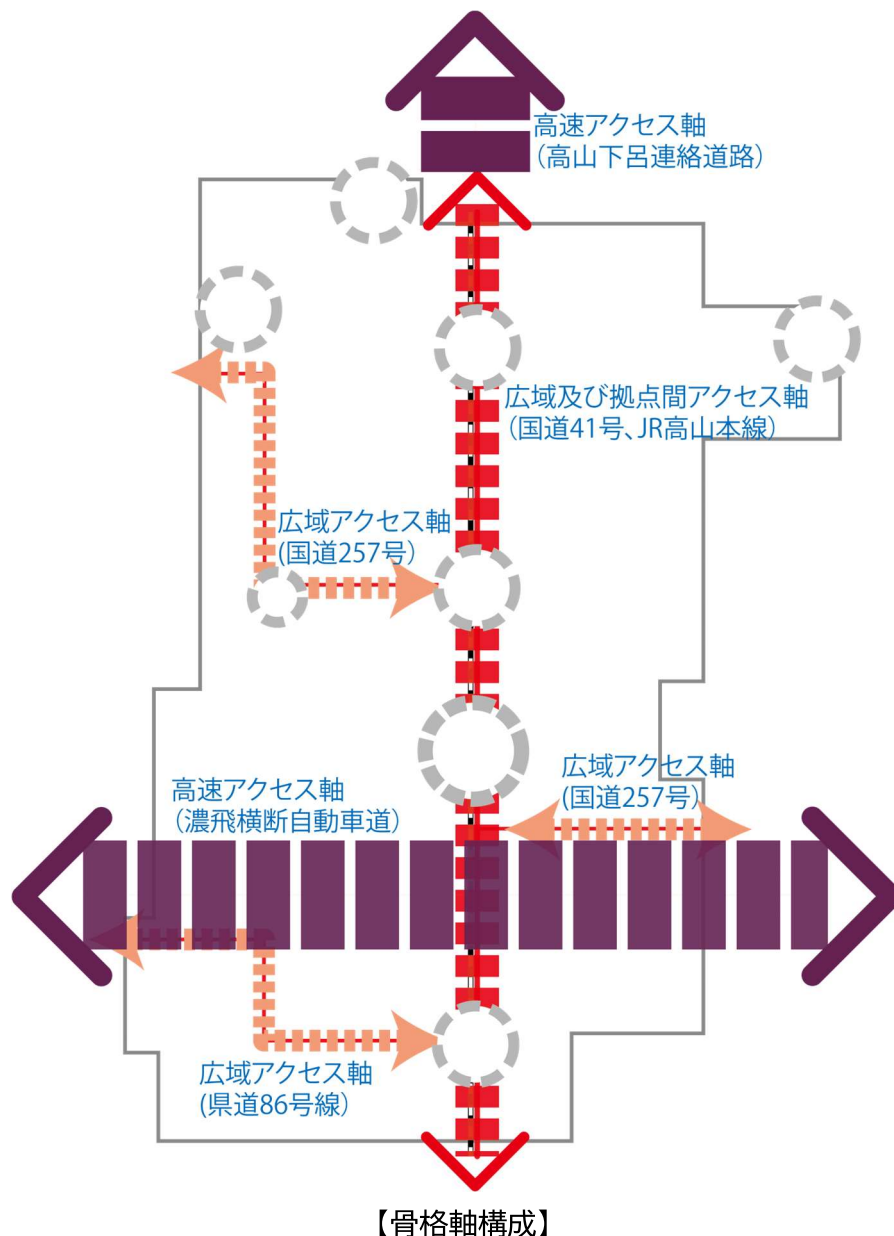 高速アクセス軸
（高山下呂連絡道路）
広域及び拠点間アクセス軸
（国道41号、JR高山本線）
広域アクセス軸
(国道257号）
広域アクセス軸
(国道257号）
高速アクセス軸
（濃飛横断自動車道）
広域アクセス軸
(県道86号線）
【骨格軸構成】